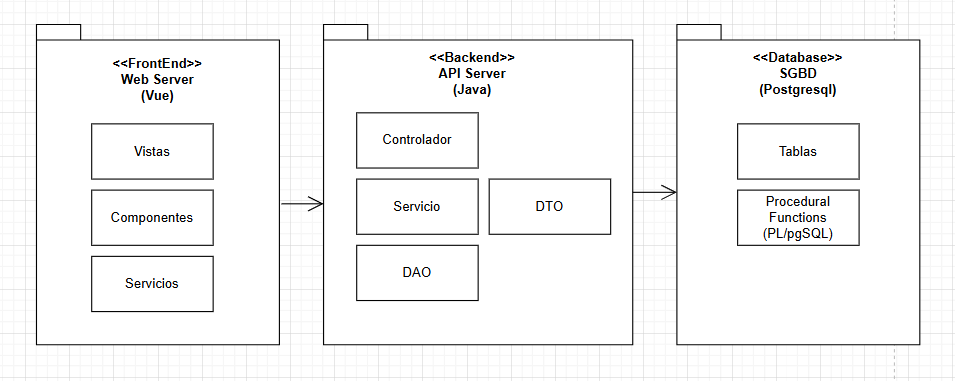 <<FrontEnd>>
Web Server
(Vue)
Vistas
Componentes
Servicios
<<Backend>>
API Server
(Java)
Controlador
Servicio
DTO
DAO
<<Database>>
SGBD
(Postgresql)
Tablas
Procedural
Functions
(PL/pgSQL)